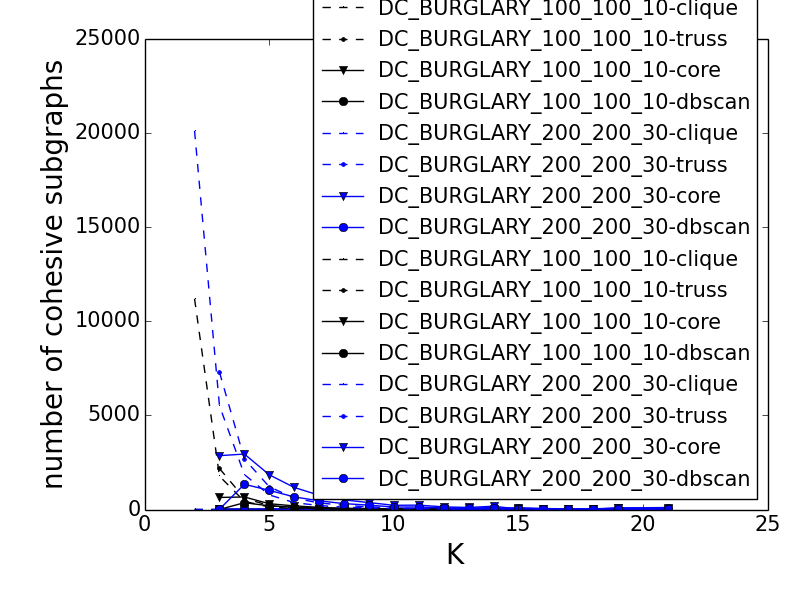 DC_BURGLARY_100_100_10-clique
DC_BURGLARY_100_100_10-truss
DC_BURGLARY_100_100_10-core
DC_BURGLARY_100_100_10-dbscan
DC_BURGLARY_200_200_30-clique
DC_BURGLARY_200_200_30-truss
DC_BURGLARY_200_200_30-core
DC_BURGLARY_200_200_30-dbscan
DC_BURGLARY_100_100_10-clique
DC_BURGLARY_100_100_10-truss
DC_BURGLARY_100_100_10-core
DC_BURGLARY_100_100_10-dbscan
DC_BURGLARY_200_200_30-clique
DC_BURGLARY_200_200_30-truss
DC_BURGLARY_200_200_30-core
DC_BURGLARY_200_200_30-dbscan
number of cohesive subgraphs
25000
20000
15000
10000
5000
0
0 5 10 15 20 25
K